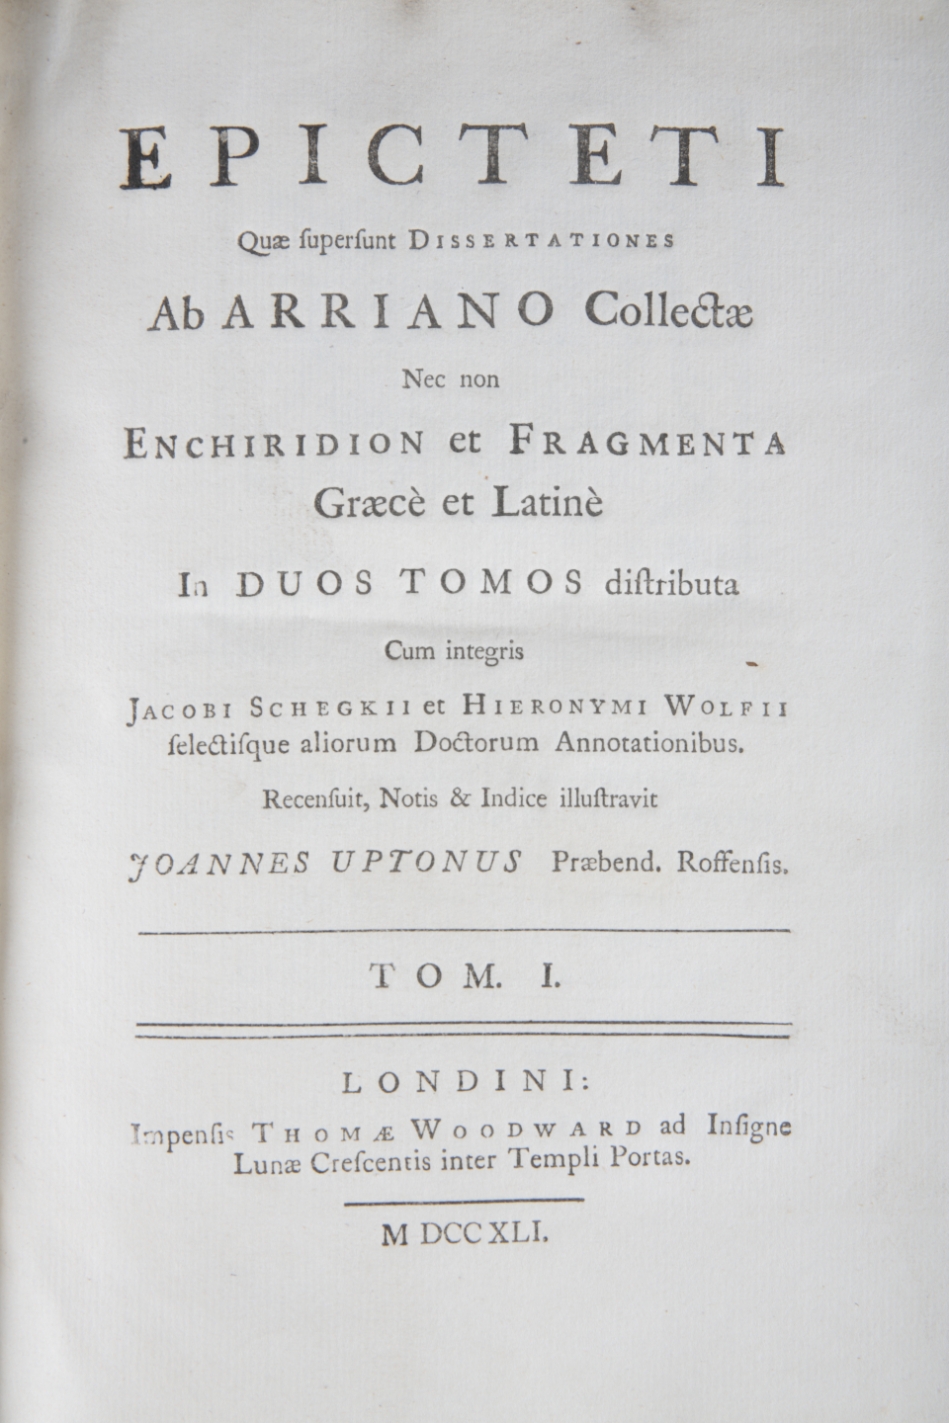 EPICTETI
Quæ ſuperſunt DISSERTATIONES
Ab ARRIANO Collectæ
Nec non
ENCHIRIDION et FRAGMENTA
Græcè et Latinè
In DUOS TOMOS diſtributa
Cum integris
JACOBI SCHEGKII et HIERONYMI WOLFII
ſelectiſque aliorum Doctorum Annotationibus.
Recenſuit, Notis & Indice illuſtravit
JOANNES UPTONUS Præbend. Roffenſis.
TOM. I.
LONDINI:
Impenſis THOMÆ WOODWARD ad Inſigne
Lunæ Creſcentis inter Templi Portas.
M DCC XLI.